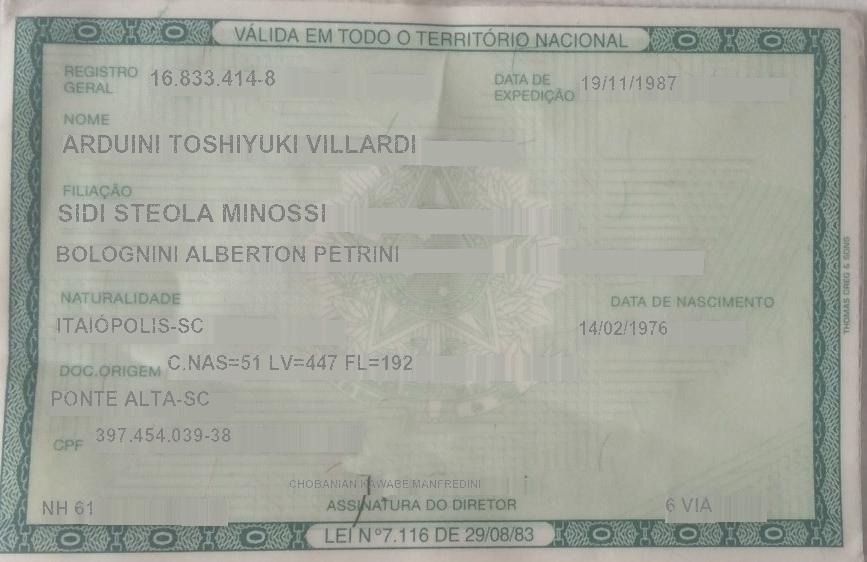 VÁLIDA EM TODO O TERRITÓRIO NACIONAL
REGISTRO GERAL 16.833.414-8 DATA DE EXPEDIÇÃO 19/11/1987
NOME
ARDUINI TOSHIYUKI VILLARDI
FILIAÇÃO
SIDI STEOLA MINOSSI
BOLOGNINI ALBERTON PETRINI
NATURALIDADE DATA DE NASCIMENTO
ITAIÓPOLIS-SC 14/02/1976
DOC.ORIGEM C.NAS=51 LV=447 FL=192
PONTE ALTA-SC
CPF 397.454.039-38
CHOBANIAN KAWABE MANFREDINI
NH 61 ASSINATURA DO DIRETOR 6 VIA
LEI Nº7.116 DE 29/08/83
THOMAS GREG & SONS